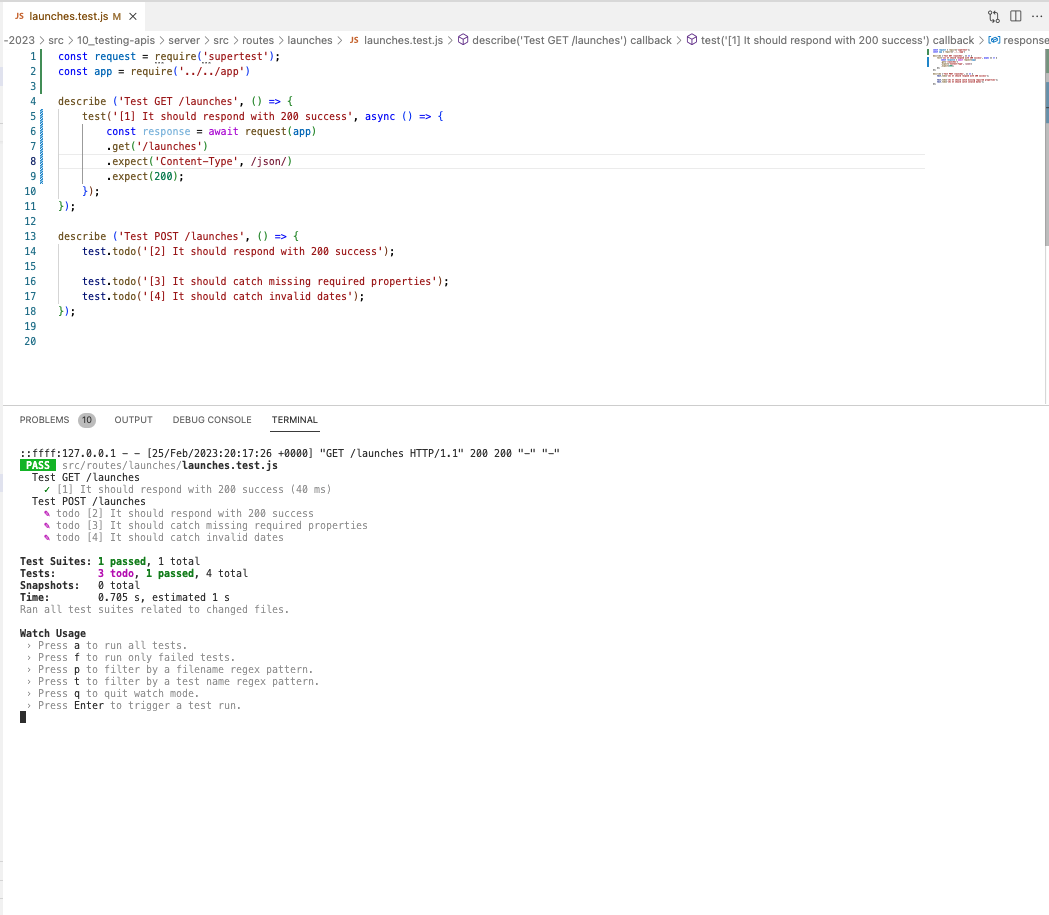 JS launches.test.js M ×
-2023 > src > 10_testing-apis > server > src > routes > launches > JS launches.test.js > describe('Test GET /launches') callback > test('[1] It should respond with 200 success') callback > response
1 const request = require('supertest');
2 const app = require('../../app')
3
4 describe ('Test GET /launches', () => {
5     test('[1] It should respond with 200 success', async () => {
6         const response = await request(app)
7         .get('/launches')
8         .expect('Content-Type', /json/)
9         .expect(200);
10     });
11 });
12
13 describe ('Test POST /launches', () => {
14     test.todo('[2] It should respond with 200 success');
15
16     test.todo('[3] It should catch missing required properties');
17     test.todo('[4] It should catch invalid dates');
18 });
19
20
PROBLEMS 10 OUTPUT DEBUG CONSOLE TERMINAL
::ffff:127.0.0.1 - - [25/Feb/2023:20:17:26 +0000] "GET /launches HTTP/1.1" 200 200 "-" "-"
PASS src/routes/launches/launches.test.js
Test GET /launches
✓ [1] It should respond with 200 success (40 ms)
Test POST /launches
✎ todo [2] It should respond with 200 success
✎ todo [3] It should catch missing required properties
✎ todo [4] It should catch invalid dates
Test Suites: 1 passed, 1 total
Tests: 3 todo, 1 passed, 4 total
Snapshots: 0 total
Time: 0.705 s, estimated 1 s
Ran all test suites related to changed files.
Watch Usage
› Press a to run all tests.
› Press f to run only failed tests.
› Press p to filter by a filename regex pattern.
› Press t to filter by a test name regex pattern.
› Press q to quit watch mode.
› Press Enter to trigger a test run.